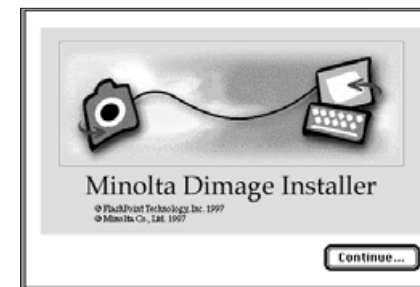 Minolta Dimage Installer
© FlashPoint Technology, Inc. 1997
© Minolta Co., Ltd. 1997
Continue...